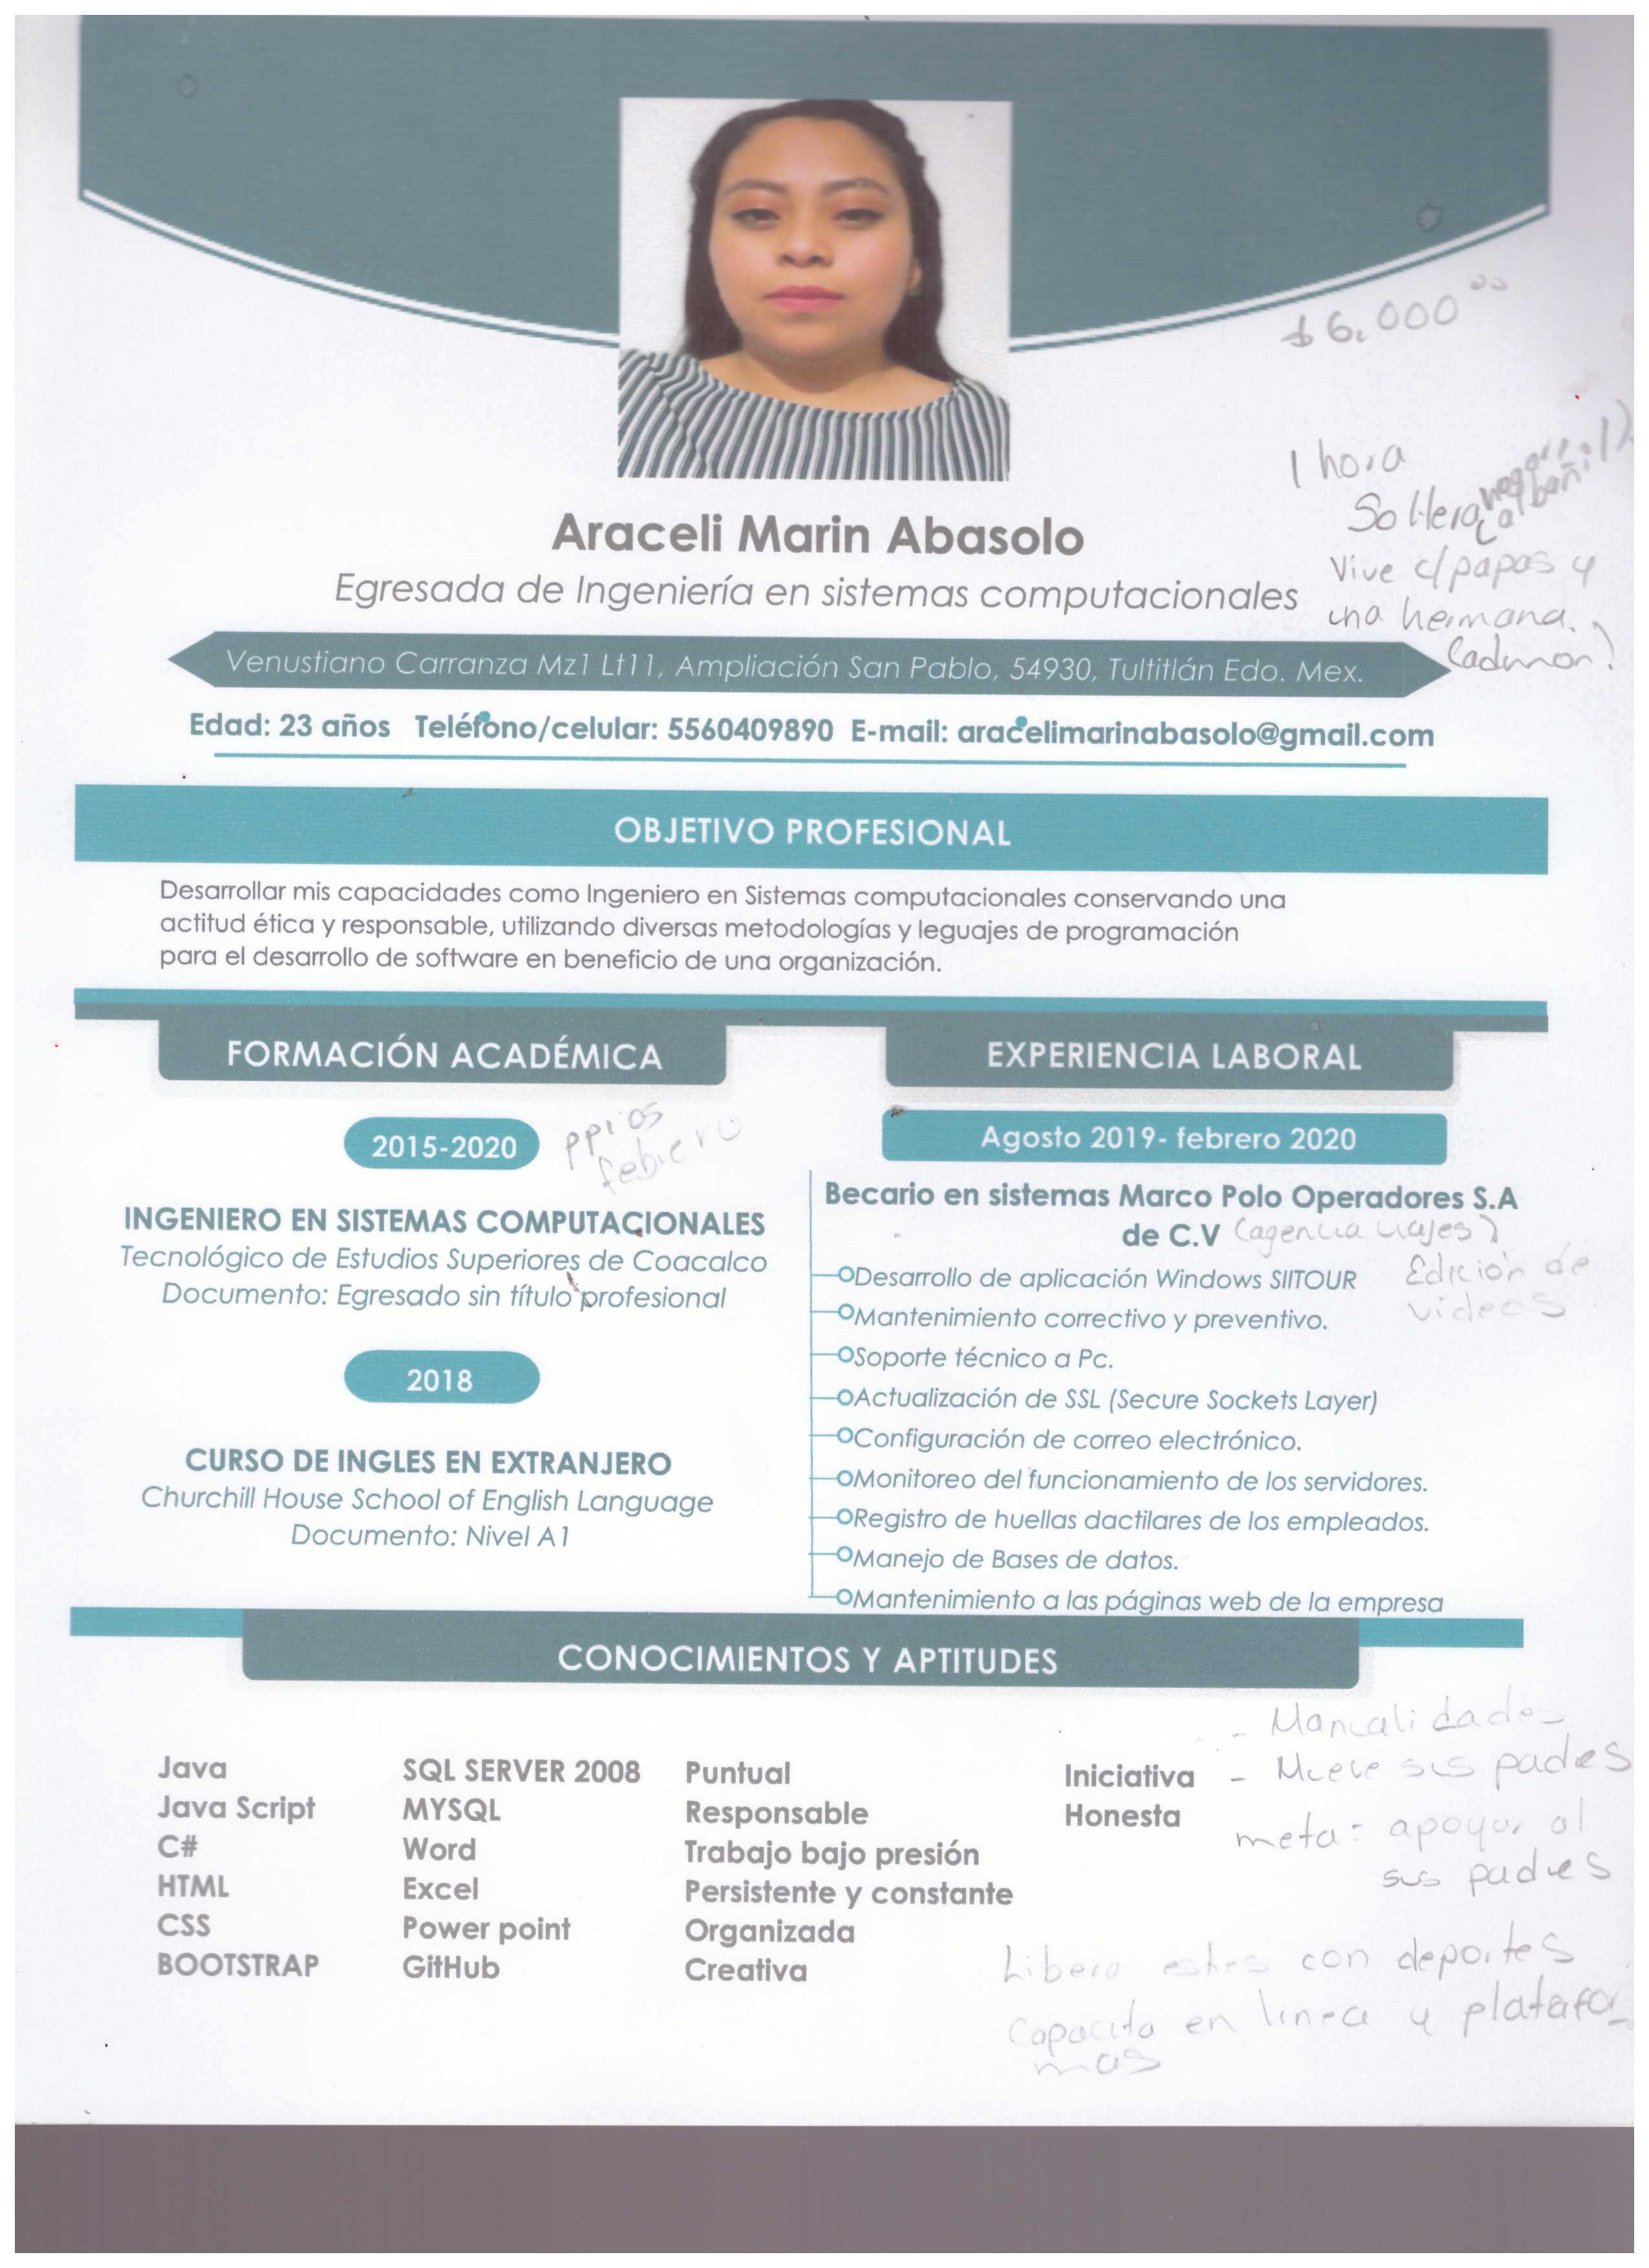 $6,000 00
1 hora
Soltera
hogar
albañil
Araceli Marin Abasolo
Vive c/papas y
Egresada de Ingeniería en sistemas computacionales
una hermana.
Venustiano Carranza Mz1 Lt11, Ampliación San Pablo, 54930, Tultitlán Edo. Mex.
Edad: 23 años Teléfono/celular: 5560409890 E-mail: aracelimarinabasolo@gmail.com
OBJETIVO PROFESIONAL
Desarrollar mis capacidades como Ingeniero en Sistemas computacionales conservando una
actitud ética y responsable, utilizando diversas metodologías y leguajes de programación
para el desarrollo de software en beneficio de una organización.
FORMACIÓN ACADÉMICA
2015-2020
ppios
febrero
INGENIERO EN SISTEMAS COMPUTACIONALES
Tecnológico de Estudios Superiores de Coacalco
Documento: Egresado sin título profesional
2018
CURSO DE INGLES EN EXTRANJERO
Churchill House School of English Language
Documento: Nivel A1
EXPERIENCIA LABORAL
Agosto 2019- febrero 2020
Becario en sistemas Marco Polo Operadores S.A
de C.V (agencia viajes)
Desarrollo de aplicación Windows SIITOUR
Edición de
videos
Mantenimiento correctivo y preventivo.
Soporte técnico a Pc.
Actualización de SSL (Secure Sockets Layer)
Configuración de correo electrónico.
Monitoreo del funcionamiento de los servidores.
Registro de huellas dactilares de los empleados.
Manejo de Bases de datos.
Mantenimiento a las páginas web de la empresa
CONOCIMIENTOS Y APTITUDES
Java
Java Script
C#
HTML
CSS
BOOTSTRAP
SQL SERVER 2008
MYSQL
Word
Excel
Power point
GitHub
Puntual
Responsable
Trabajo bajo presión
Persistente y constante
Organizada
Creativa
Iniciativa
Honesta
- Manualidades
- sus padres
meta: apoyar al
sus padres
Libera estres con deportes
Capacita en linea y platafor
mas